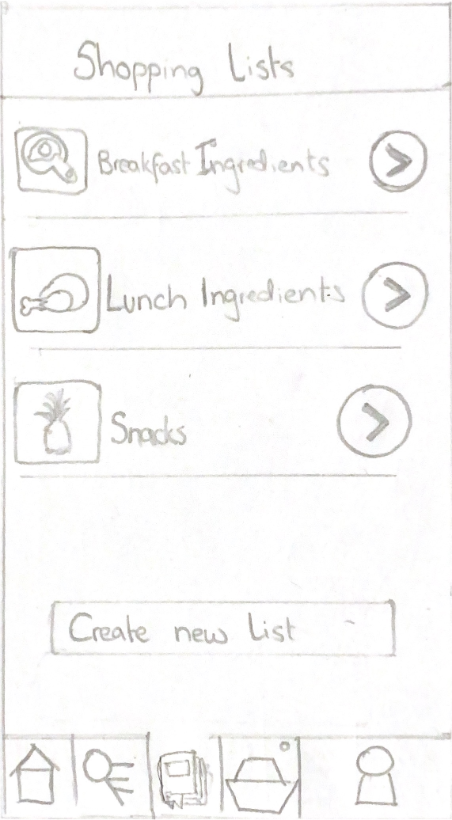 Shopping Lists
Breakfast Ingredients
Lunch Ingredients
Snacks
Create new list